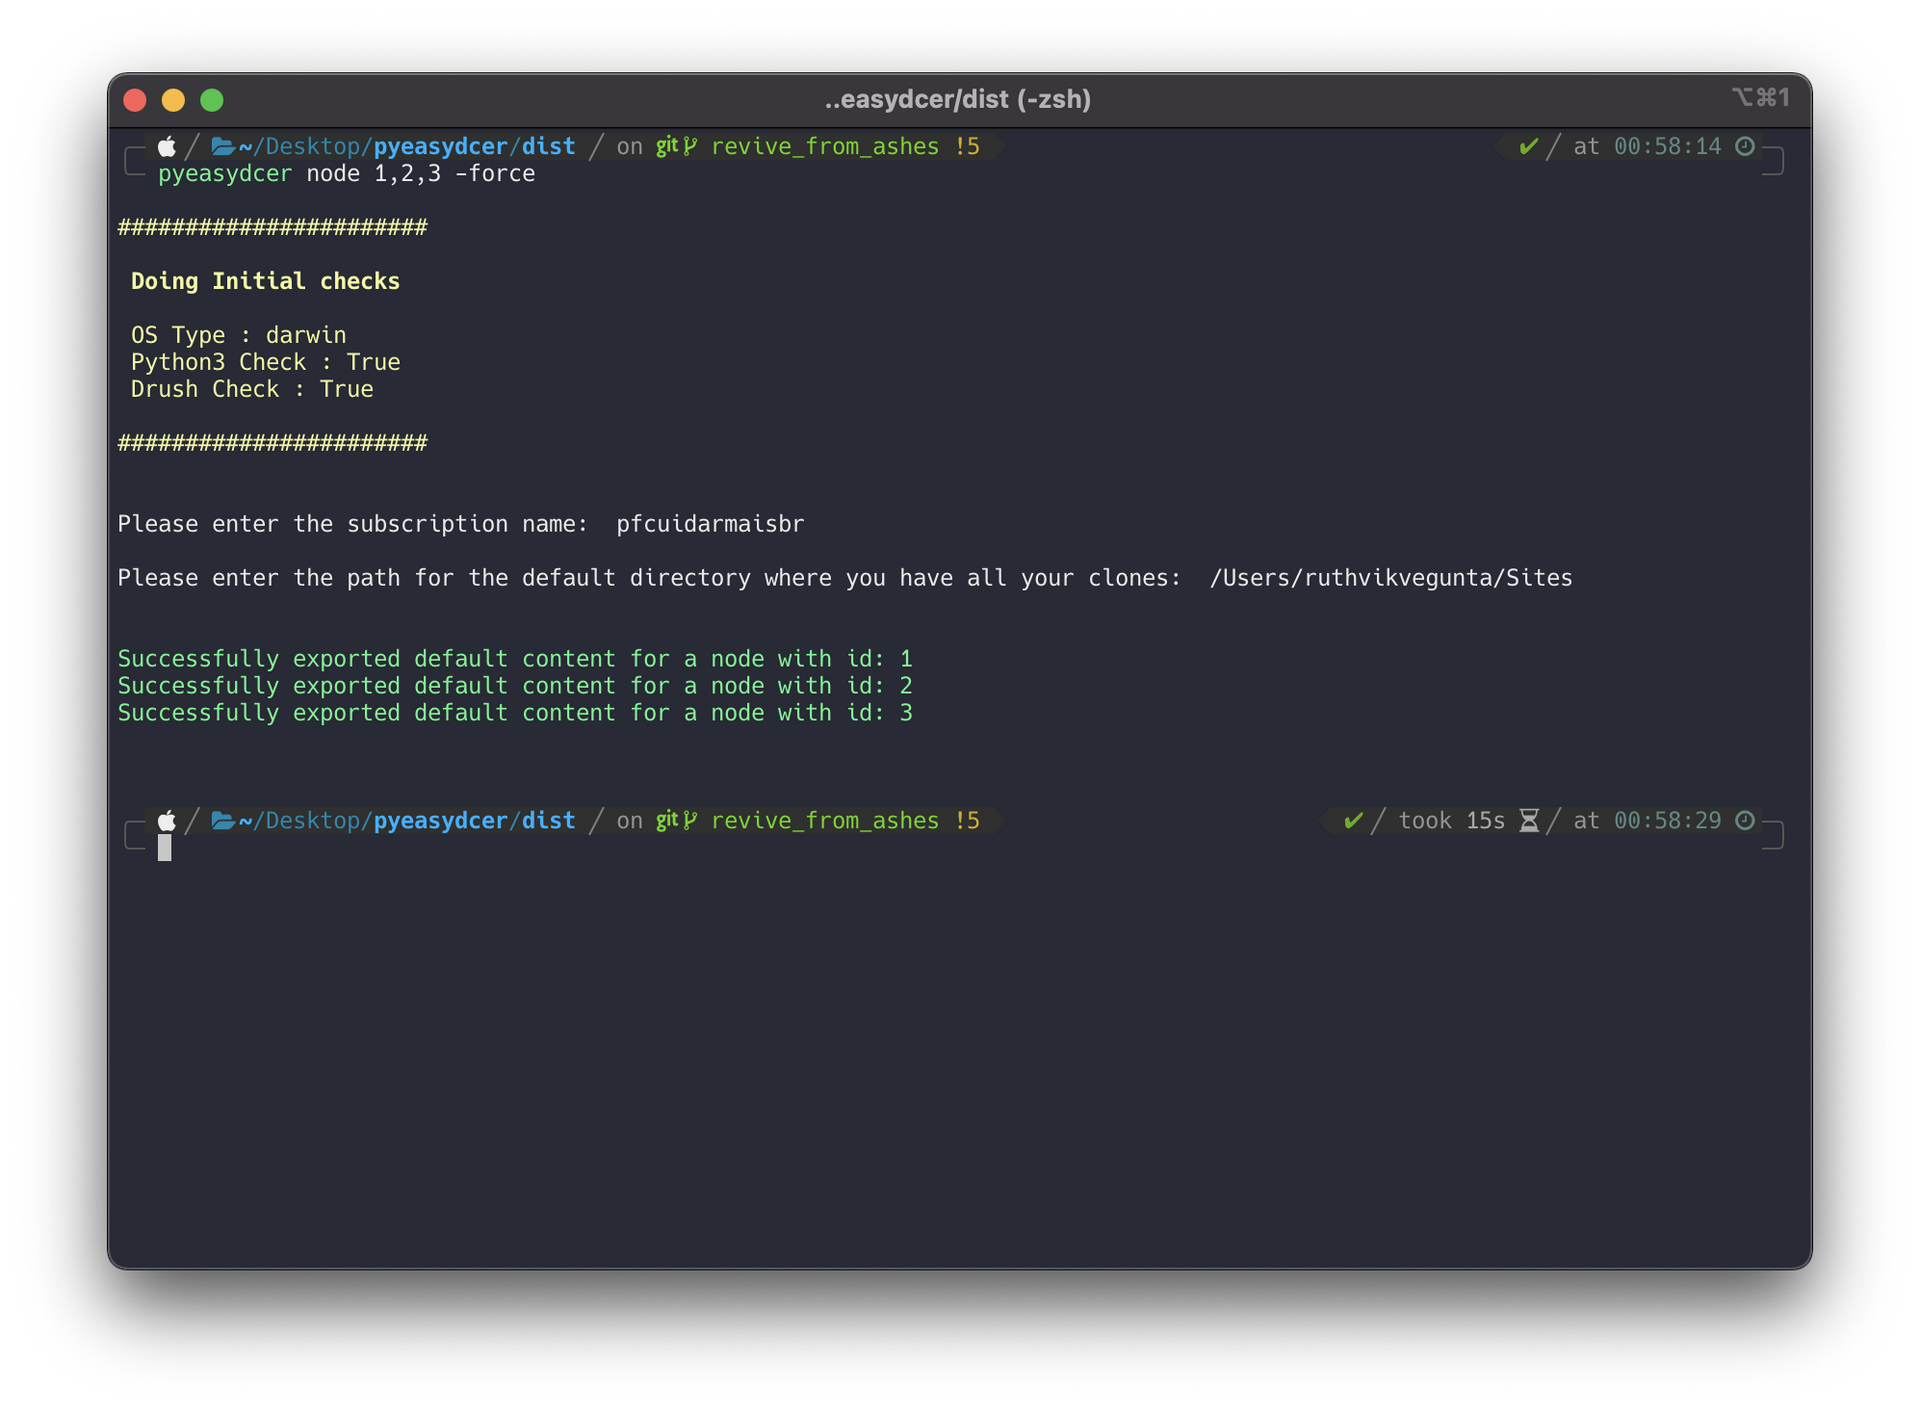 ..easydcer/dist (-zsh)
⌥⌘1
~/Desktop/pyeasydcer/dist / on git revive_from_ashes !5
✔ / at 00:58:14
pyeasydcer node 1,2,3 -force
#######################
Doing Initial checks
OS Type : darwin
Python3 Check : True
Drush Check : True
#######################
Please enter the subscription name:  pfcuidarmaisbr
Please enter the path for the default directory where you have all your clones:  /Users/ruthvikvegunta/Sites
Successfully exported default content for a node with id: 1
Successfully exported default content for a node with id: 2
Successfully exported default content for a node with id: 3
~/Desktop/pyeasydcer/dist / on git revive_from_ashes !5
✔ / took 15s / at 00:58:29